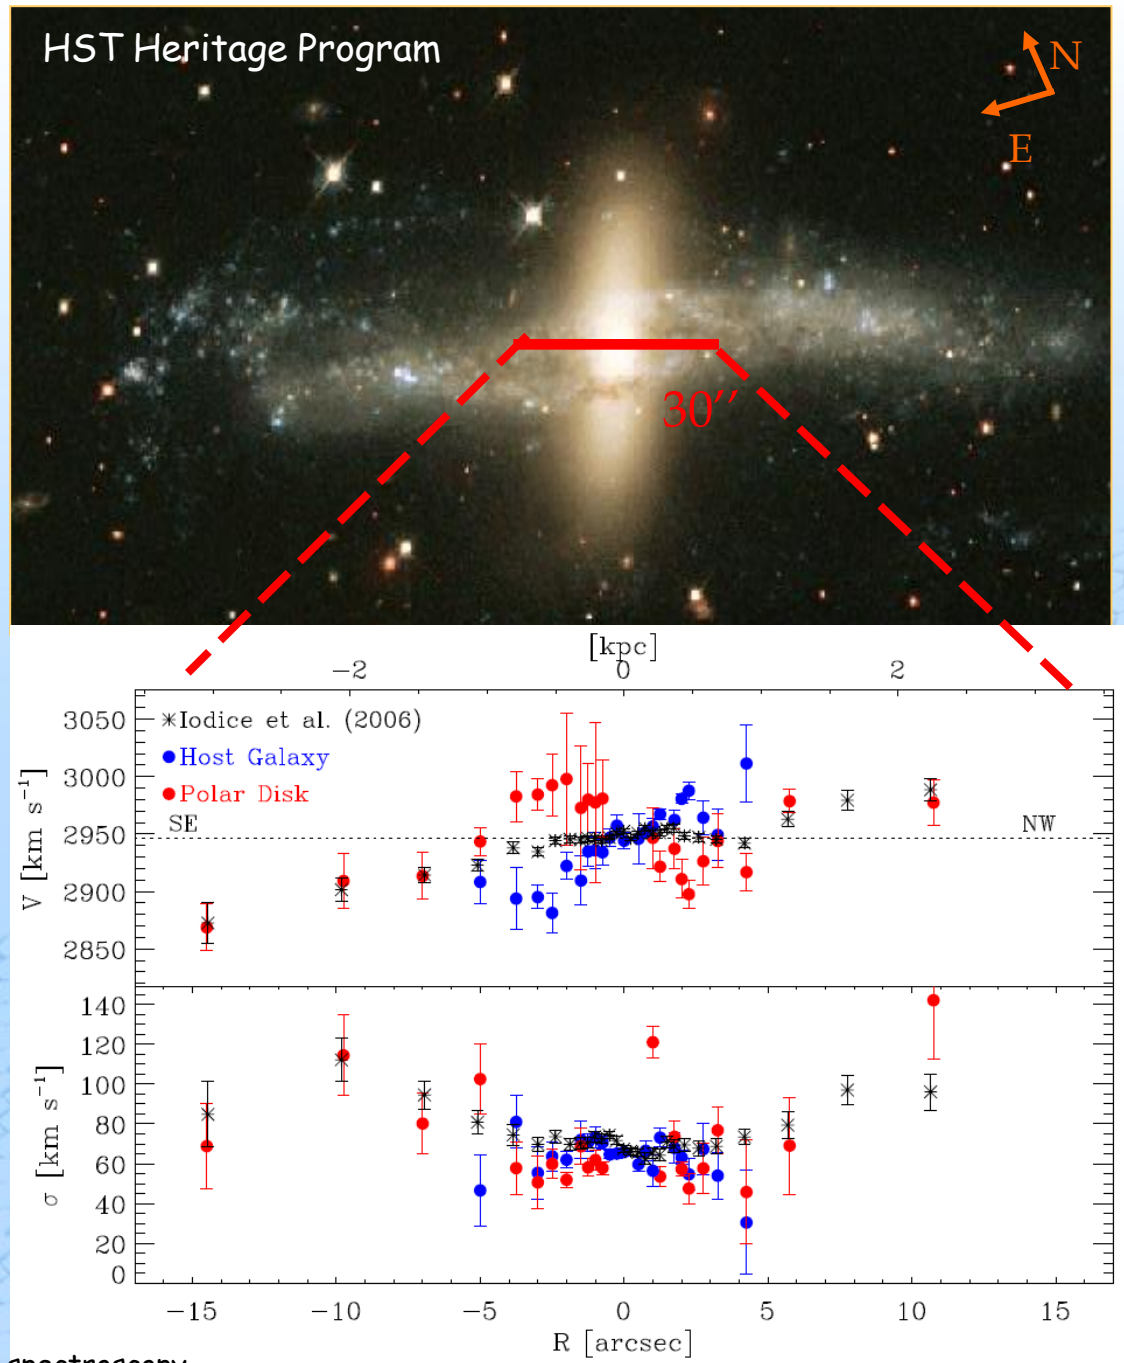 HST Heritage Program
N
E
30′′
[kpc]
−2 0 2
3050
3000
2950
2900
2850
V [km s⁻¹]
Iodice et al. (2006)
Host Galaxy
Polar Disk
SE NW
140
120
100
80
60
40
20
0
σ [km s⁻¹]
−15 −10 −5 0 5 10 15
R [arcsec]